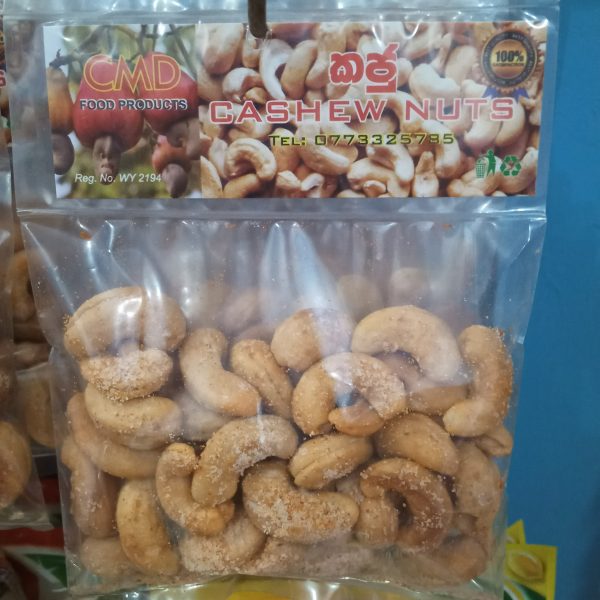 CMD
FOOD PRODUCTS
Reg. No. WY 2194
කජු
CASHEW NUTS
TEL: 0773325795
100%